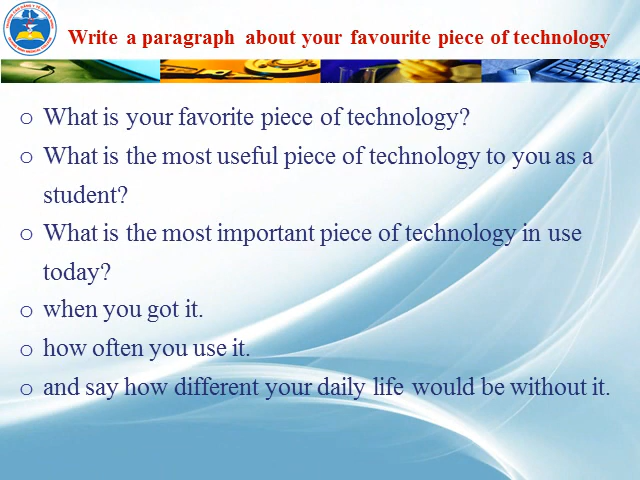 Write a paragraph about your favourite piece of technology
o What is your favorite piece of technology?
o What is the most useful piece of technology to you as a
student?
o What is the most important piece of technology in use
today?
o when you got it.
o how often you use it.
o and say how different your daily life would be without it.